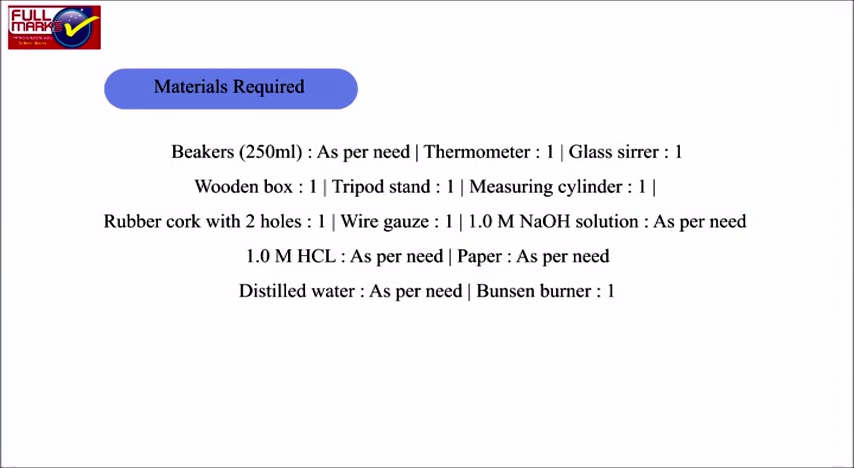 FULL
MARKS
Materials Required
Beakers (250ml) : As per need | Thermometer : 1 | Glass sirrer : 1
Wooden box : 1 | Tripod stand : 1 | Measuring cylinder : 1 |
Rubber cork with 2 holes : 1 | Wire gauze : 1 | 1.0 M NaOH solution : As per need
1.0 M HCL : As per need | Paper : As per need
Distilled water : As per need | Bunsen burner : 1